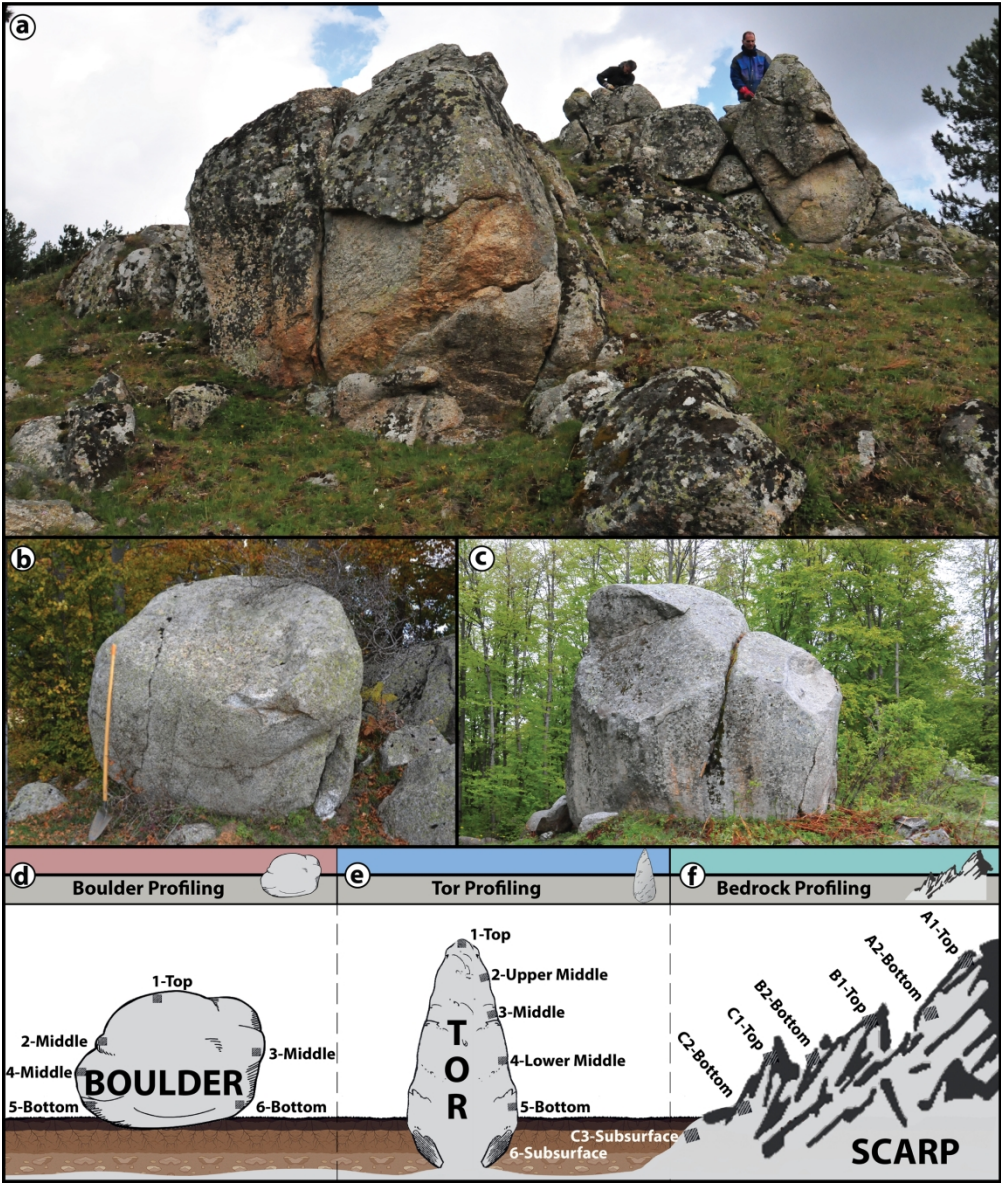 a
b
c
d
Boulder Profiling
e
Tor Profiling
f
Bedrock Profiling
1-Top
2-Middle
3-Middle
4-Middle
BOULDER
5-Bottom
6-Bottom
1-Top
2-Upper Middle
3-Middle
T
O
R
4-Lower Middle
5-Bottom
6-Subsurface
A1-Top
A2-Bottom
B1-Top
B2-Bottom
C1-Top
C2-Bottom
C3-Subsurface
SCARP